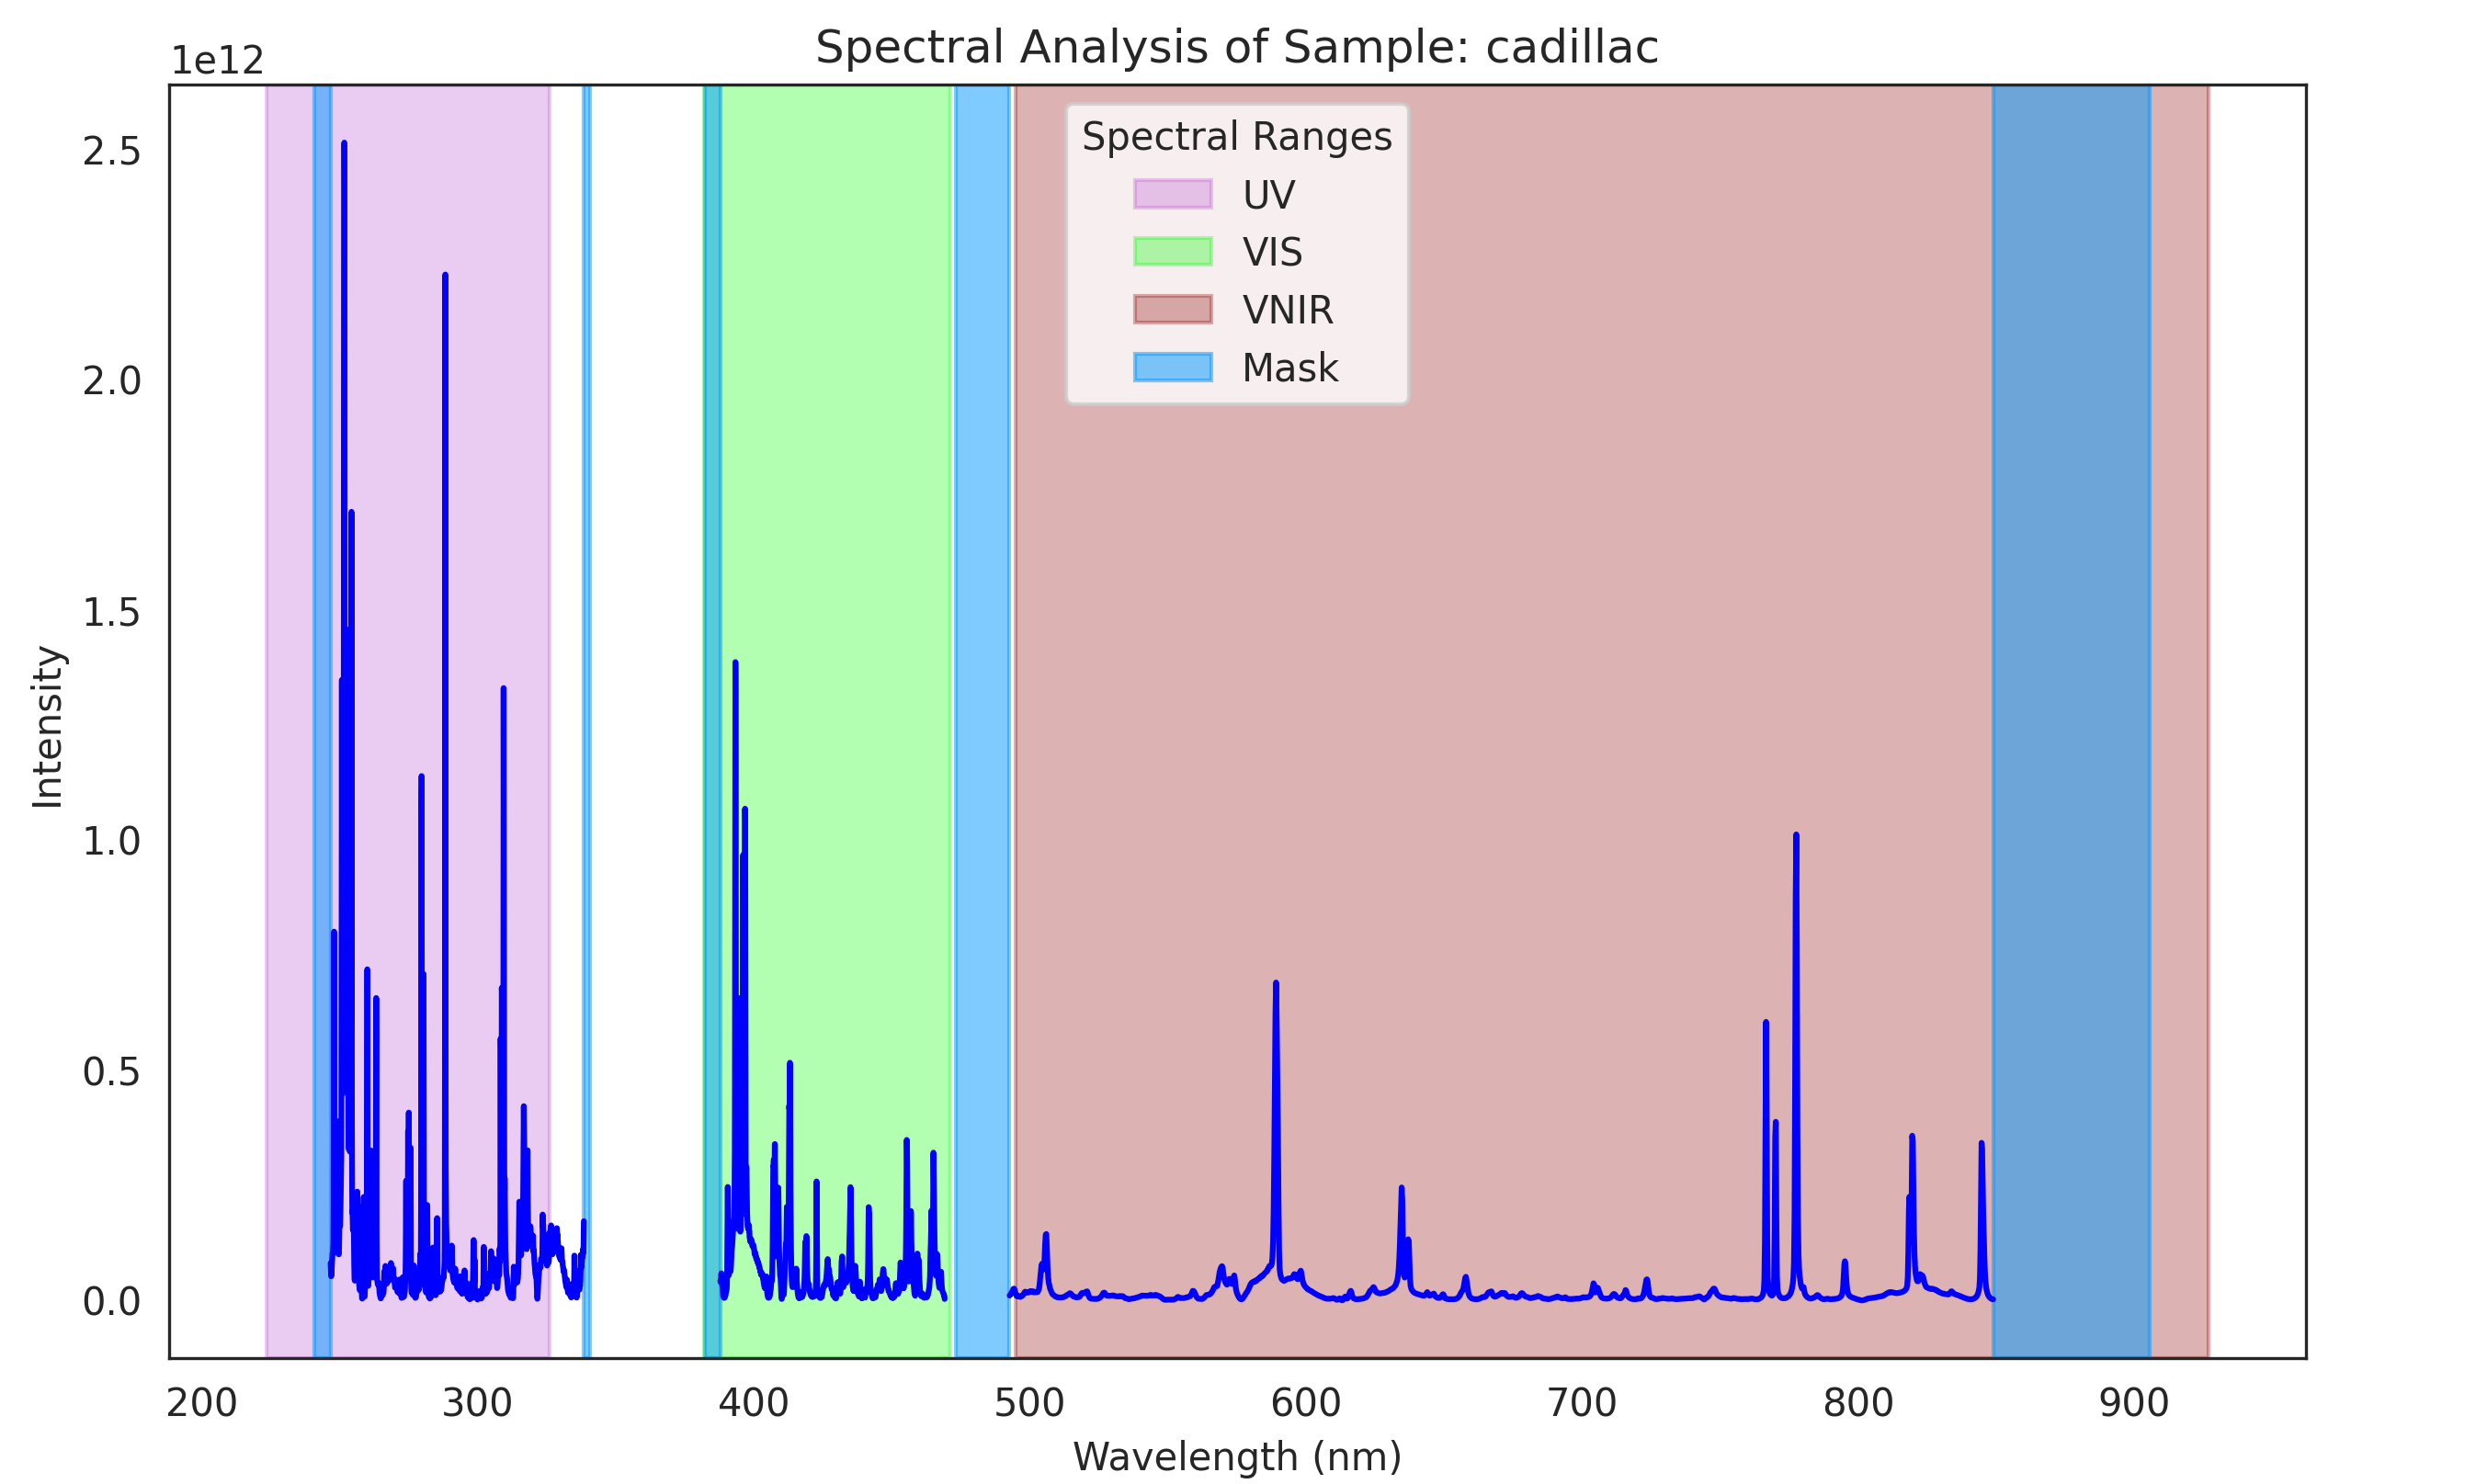 Spectral Analysis of Sample: cadillac
1e12
Spectral Ranges
UV
VIS
VNIR
Mask
2.5
2.0
1.5
1.0
0.5
0.0
Intensity
200 300 400 500 600 700 800 900
Wavelength (nm)